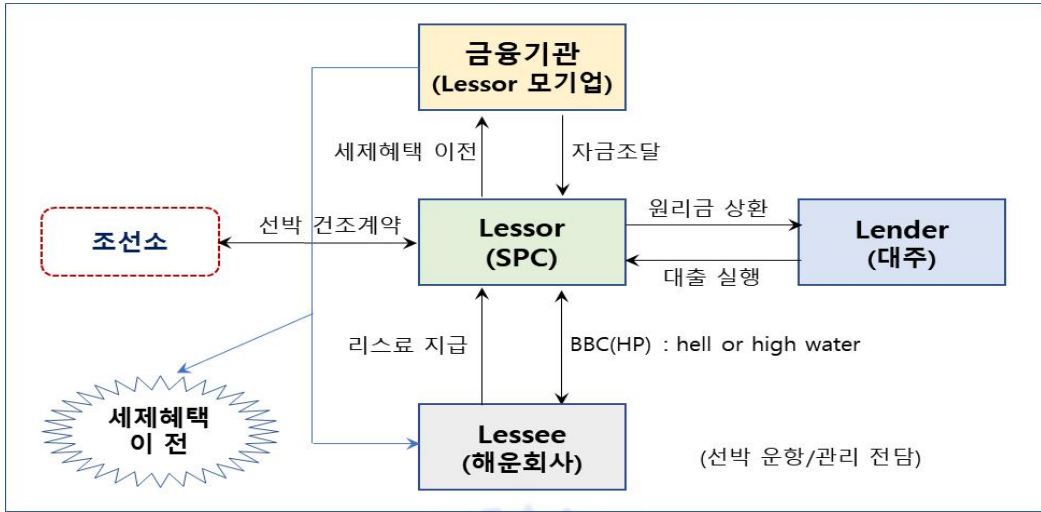 금융기관
(Lessor 모기업)
세제혜택 이전
자금조달
조선소
선박 건조계약
Lessor
(SPC)
원리금 상환
대출 실행
Lender
(대주)
리스료 지급
BBC(HP) : hell or high water
세제혜택
이 전
Lessee
(해운회사)
(선박 운항/관리 전담)